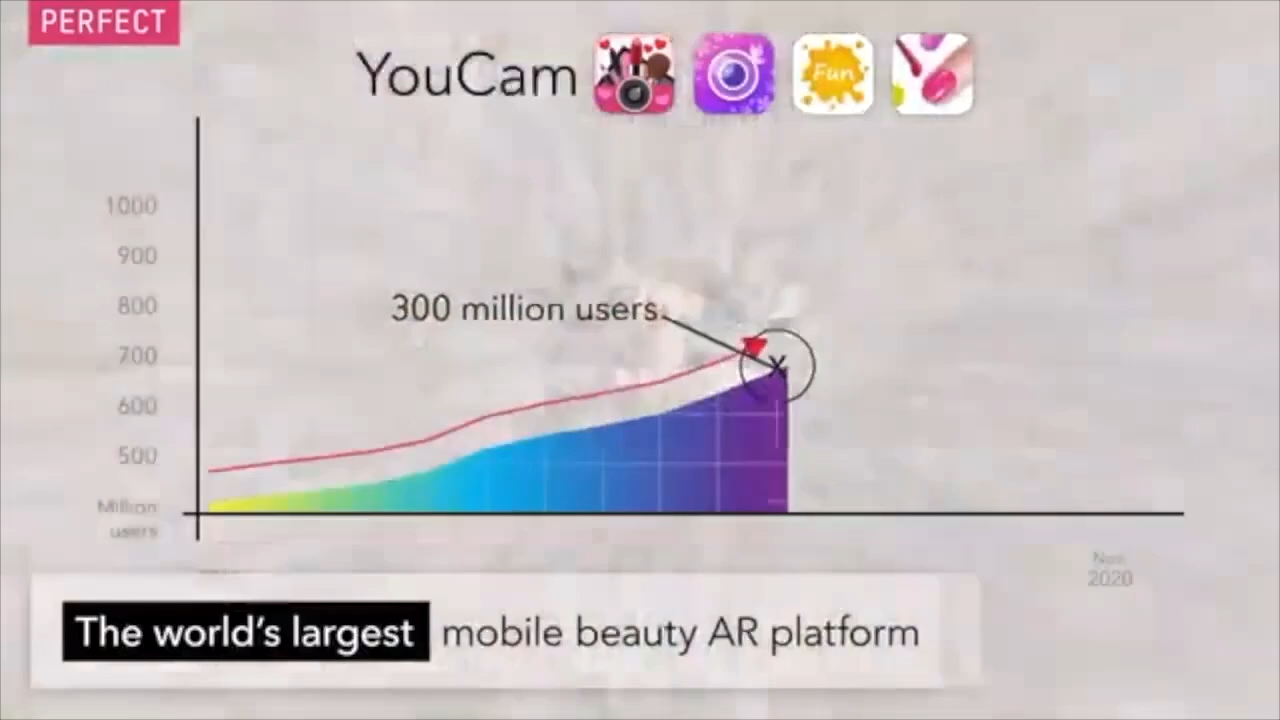 PERFECT
YouCam
Fun
1000
900
800
300 million users
700
600
500
Million
users
Nov
2020
The world's largest mobile beauty AR platform